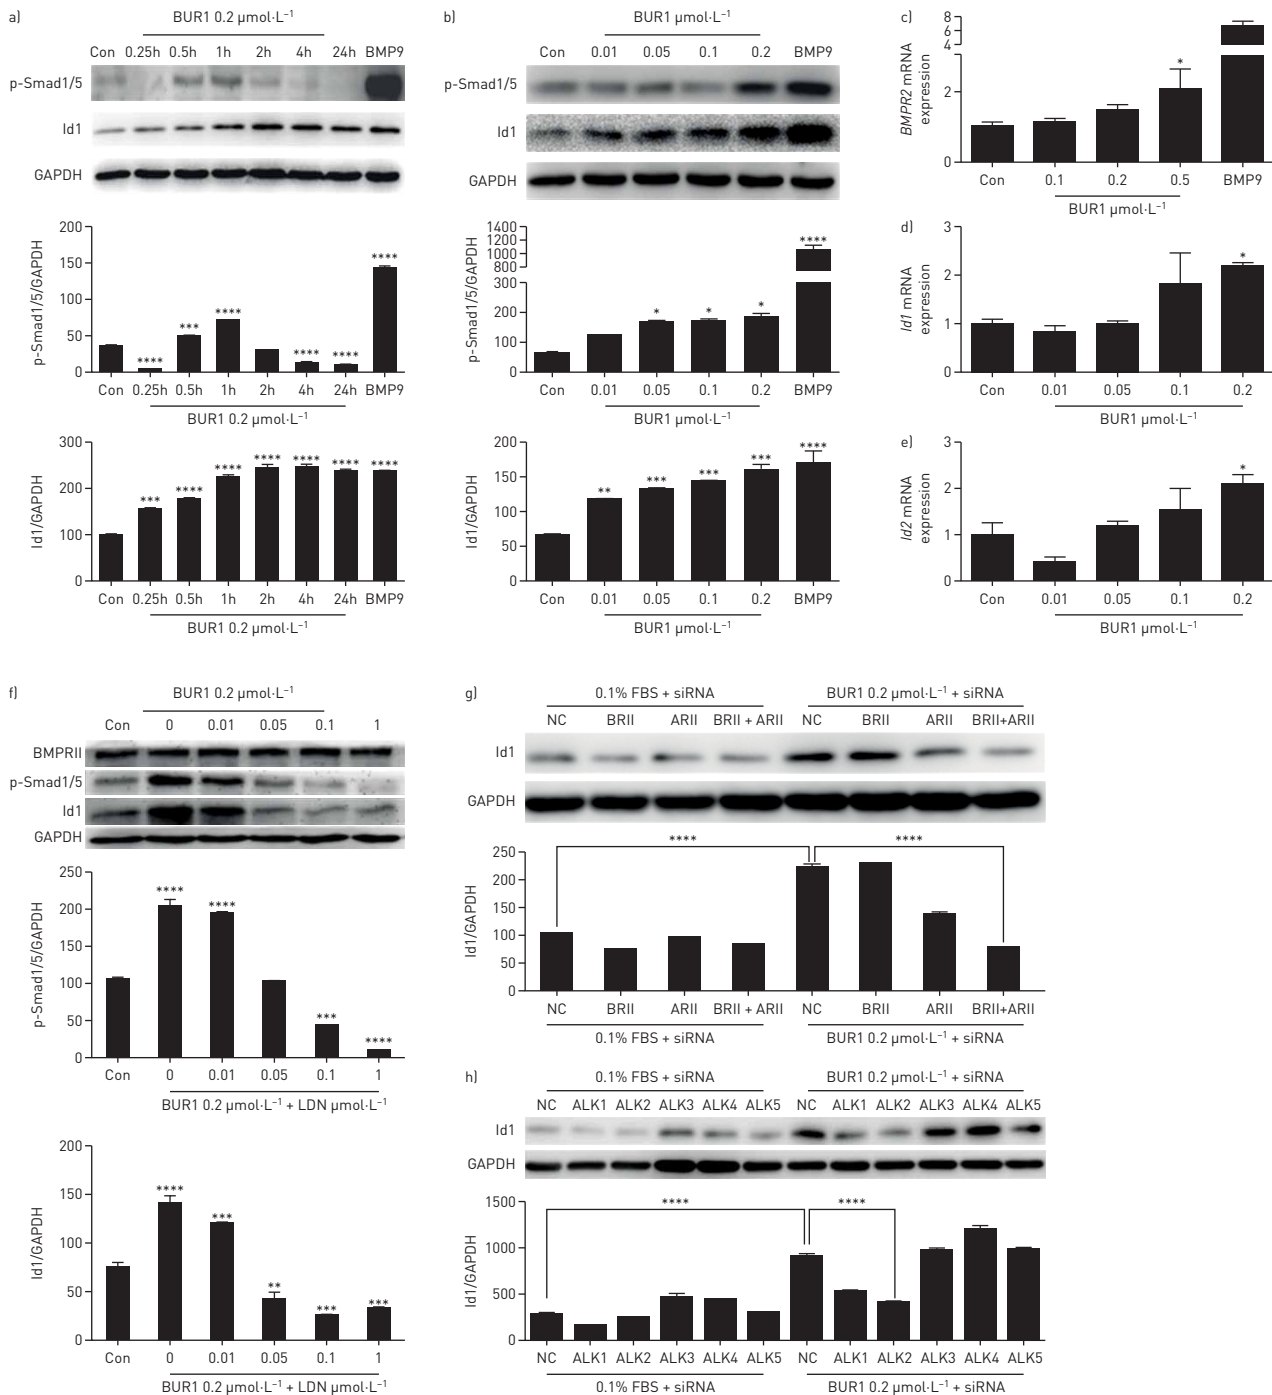 a)
BUR1 0.2 µmol·L⁻¹
Con 0.25h 0.5h 1h 2h 4h 24h BMP9
p-Smad1/5
Id1
GAPDH
p-Smad1/5/GAPDH
200
150
100
50
0
**** *** **** **** **** ****
Con 0.25h 0.5h 1h 2h 4h 24h BMP9
BUR1 0.2 µmol·L⁻¹
Id1/GAPDH
300
200
100
0
*** **** **** **** **** **** ****
Con 0.25h 0.5h 1h 2h 4h 24h BMP9
BUR1 0.2 µmol·L⁻¹
b)
BUR1 µmol·L⁻¹
Con 0.01 0.05 0.1 0.2 BMP9
p-Smad1/5
Id1
GAPDH
p-Smad1/5/GAPDH
1400
1200
1000
800
300
200
100
0
* * * ****
Con 0.01 0.05 0.1 0.2 BMP9
BUR1 µmol·L⁻¹
Id1/GAPDH
200
150
100
50
0
** *** *** *** ****
Con 0.01 0.05 0.1 0.2 BMP9
BUR1 µmol·L⁻¹
c)
BMPR2 mRNA
expression
8
6
4
2
0
*
Con 0.1 0.2 0.5 BMP9
BUR1 µmol·L⁻¹
d)
Id1 mRNA
expression
3
2
1
0
*
Con 0.01 0.05 0.1 0.2
BUR1 µmol·L⁻¹
e)
Id2 mRNA
expression
3
2
1
0
*
Con 0.01 0.05 0.1 0.2
BUR1 µmol·L⁻¹
f)
BUR1 0.2 µmol·L⁻¹
Con 0 0.01 0.05 0.1 1
BMPRII
p-Smad1/5
Id1
GAPDH
p-Smad1/5/GAPDH
250
200
150
100
50
0
**** **** *** ****
Con 0 0.01 0.05 0.1 1
BUR1 0.2 µmol·L⁻¹ + LDN µmol·L⁻¹
Id1/GAPDH
200
150
100
50
0
**** *** ** *** ***
Con 0 0.01 0.05 0.1 1
BUR1 0.2 µmol·L⁻¹ + LDN µmol·L⁻¹
g)
0.1% FBS + siRNA BUR1 0.2 µmol·L⁻¹ + siRNA
NC BRII ARII BRII + ARII NC BRII ARII BRII+ARII
Id1
GAPDH
Id1/GAPDH
250
200
150
100
50
0
**** ****
NC BRII ARII BRII + ARII NC BRII ARII BRII+ARII
0.1% FBS + siRNA BUR1 0.2 µmol·L⁻¹ + siRNA
h)
0.1% FBS + siRNA BUR1 0.2 µmol·L⁻¹ + siRNA
NC ALK1 ALK2 ALK3 ALK4 ALK5 NC ALK1 ALK2 ALK3 ALK4 ALK5
Id1
GAPDH
Id1/GAPDH
1500
1000
500
0
**** ****
NC ALK1 ALK2 ALK3 ALK4 ALK5 NC ALK1 ALK2 ALK3 ALK4 ALK5
0.1% FBS + siRNA BUR1 0.2 µmol·L⁻¹ + siRNA